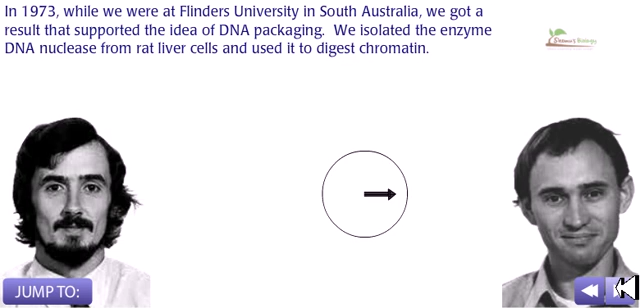 In 1973, while we were at Flinders University in South Australia, we got a
result that supported the idea of DNA packaging.  We isolated the enzyme
DNA nuclease from rat liver cells and used it to digest chromatin.
JUMP TO: